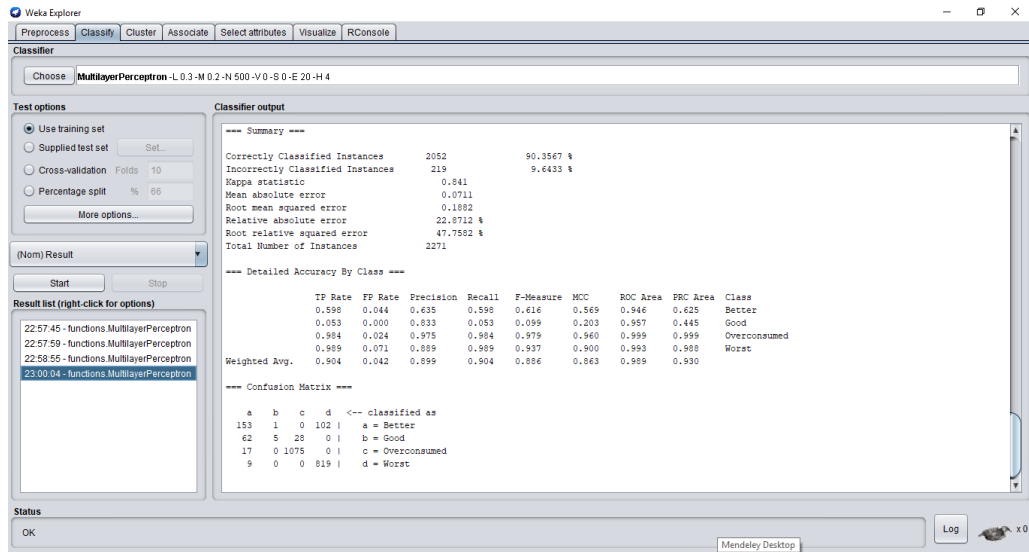 Weka Explorer
Preprocess Classify Cluster Associate Select attributes Visualize RConsole
Classifier
Choose MultilayerPerceptron -L 0.3 -M 0.2 -N 500 -V 0 -S 0 -E 20 -H 4
Test options
Use training set
Supplied test set Set...
Cross-validation Folds 10
Percentage split % 66
More options...
(Nom) Result
Start Stop
Result list (right-click for options)
22:57:45 - functions.MultilayerPerceptron
22:57:59 - functions.MultilayerPerceptron
22:58:55 - functions.MultilayerPerceptron
23:00:04 - functions.MultilayerPerceptron
Classifier output
=== Summary ===
Correctly Classified Instances 2052 90.3567 %
Incorrectly Classified Instances 219 9.6433 %
Kappa statistic 0.841
Mean absolute error 0.0711
Root mean squared error 0.1882
Relative absolute error 22.8712 %
Root relative squared error 47.7582 %
Total Number of Instances 2271
=== Detailed Accuracy By Class ===
TP Rate FP Rate Precision Recall F-Measure MCC ROC Area PRC Area Class
0.598 0.044 0.635 0.598 0.616 0.569 0.946 0.625 Better
0.053 0.000 0.833 0.053 0.099 0.203 0.957 0.445 Good
0.984 0.024 0.975 0.984 0.979 0.960 0.999 0.999 Overconsumed
0.989 0.071 0.889 0.989 0.937 0.900 0.993 0.988 Worst
Weighted Avg. 0.904 0.042 0.899 0.904 0.886 0.863 0.989 0.930
=== Confusion Matrix ===
a b c d <-- classified as
153 1 0 102 | a = Better
62 5 28 0 | b = Good
17 0 1075 0 | c = Overconsumed
9 0 0 819 | d = Worst
Status
OK
Log
x 0
Mendeley Desktop